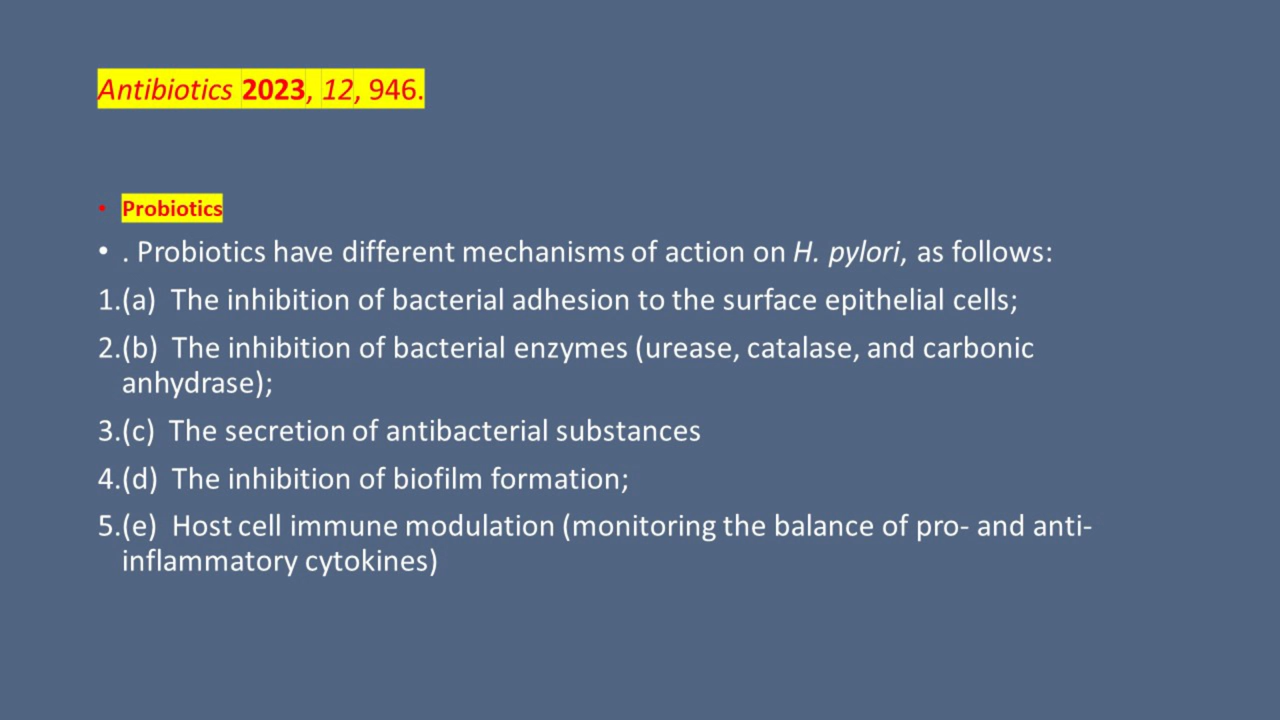 Antibiotics 2023, 12, 946.
• Probiotics
• . Probiotics have different mechanisms of action on H. pylori, as follows:
1.(a) The inhibition of bacterial adhesion to the surface epithelial cells;
2.(b) The inhibition of bacterial enzymes (urease, catalase, and carbonic
anhydrase);
3.(c) The secretion of antibacterial substances
4.(d) The inhibition of biofilm formation;
5.(e) Host cell immune modulation (monitoring the balance of pro- and anti-
inflammatory cytokines)